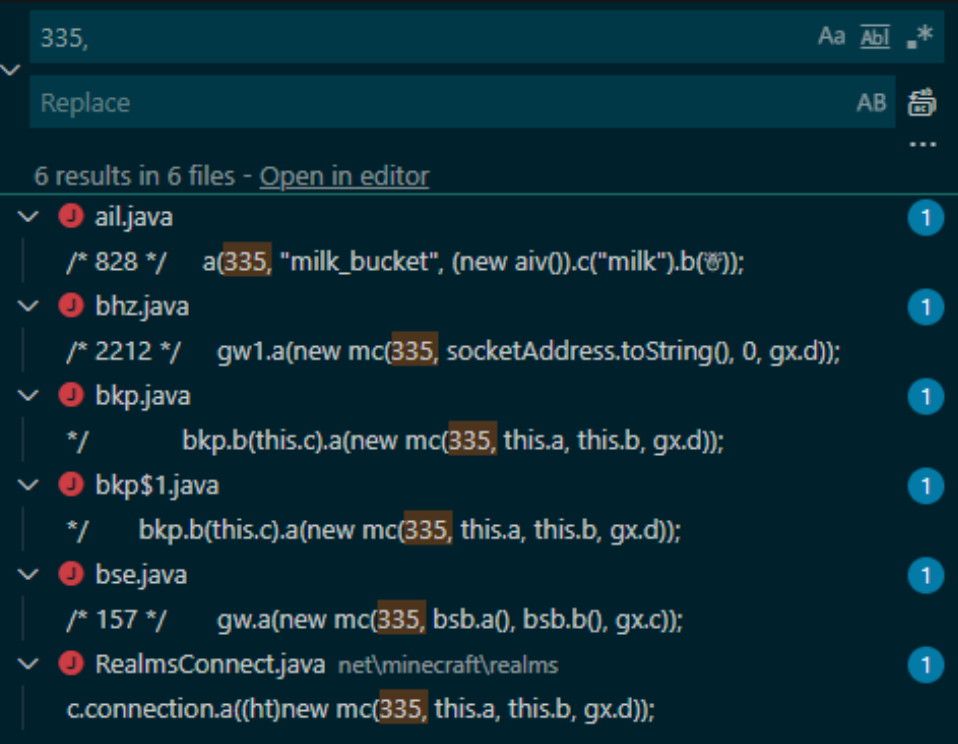 335,
Aa Abl .*
Replace
AB
...
6 results in 6 files - Open in editor
J ail.java 1
/* 828 */ a(335, "milk_bucket", (new aiv()).c("milk").b(☃));
J bhz.java 1
/* 2212 */ gw1.a(new mc(335, socketAddress.toString(), 0, gx.d));
J bkp.java 1
*/ bkp.b(this.c).a(new mc(335, this.a, this.b, gx.d));
J bkp$1.java 1
*/ bkp.b(this.c).a(new mc(335, this.a, this.b, gx.d));
J bse.java 1
/* 157 */ gw.a(new mc(335, bsb.a(), bsb.b(), gx.c));
J RealmsConnect.java net\minecraft\realms 1
c.connection.a((ht)new mc(335, this.a, this.b, gx.d));